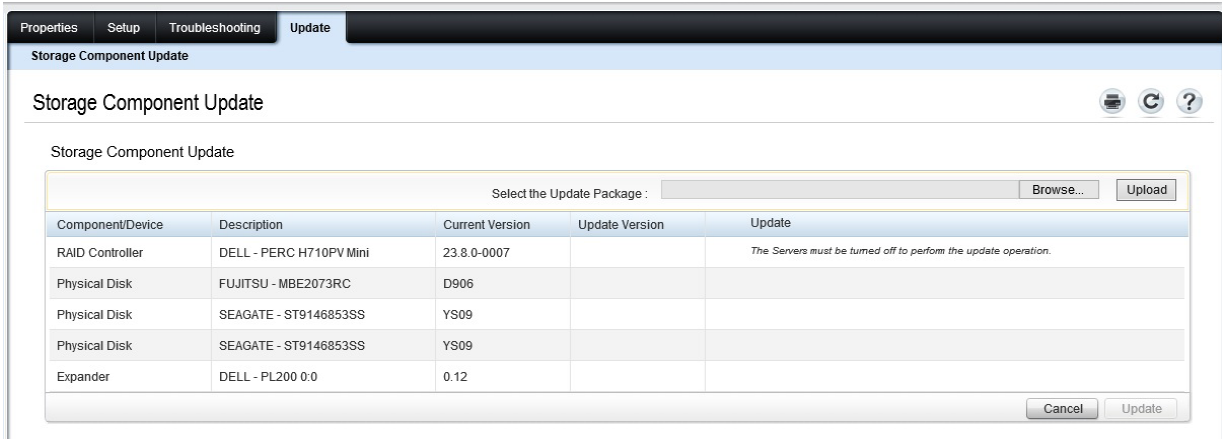 Properties Setup Troubleshooting Update
Storage Component Update
Storage Component Update
Storage Component Update
Select the Update Package : Browse... Upload
Component/Device Description Current Version Update Version Update
RAID Controller DELL - PERC H710PV Mini 23.8.0-0007 The Servers must be turned off to perfom the update operation.
Physical Disk FUJITSU - MBE2073RC D906
Physical Disk SEAGATE - ST9146853SS YS09
Physical Disk SEAGATE - ST9146853SS YS09
Expander DELL - PL200 0:0 0.12
Cancel Update